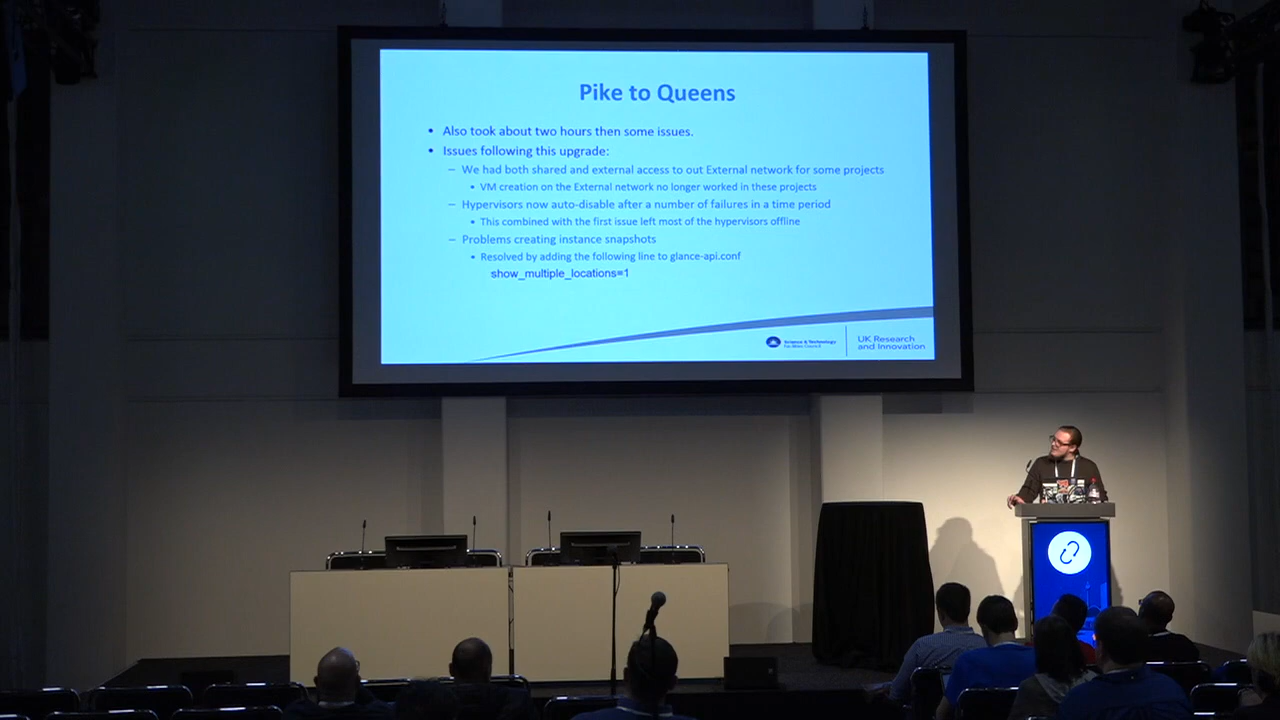 Pike to Queens
• Also took about two hours then some issues.
• Issues following this upgrade:
– We had both shared and external access to out External network for some projects
• VM creation on the External network no longer worked in these projects
– Hypervisors now auto-disable after a number of failures in a time period
• This combined with the first issue left most of the hypervisors offline
– Problems creating instance snapshots
• Resolved by adding the following line to glance-api.conf
show_multiple_locations=1
Science & Technology
Facilities Council
UK Research
and Innovation